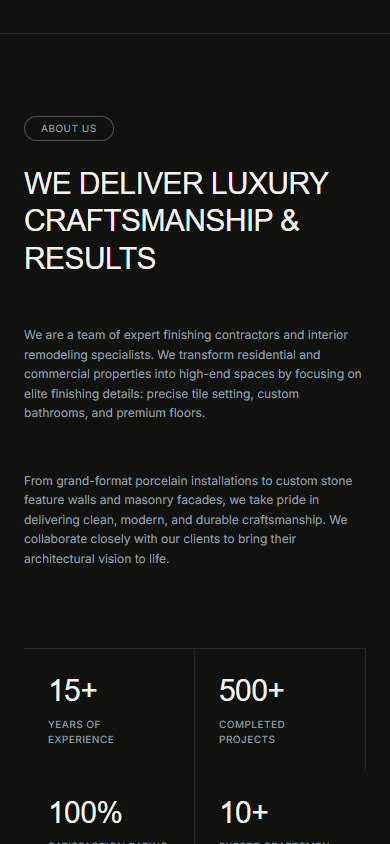 ABOUT US
WE DELIVER LUXURY
CRAFTSMANSHIP &
RESULTS
We are a team of expert finishing contractors and interior
remodeling specialists. We transform residential and
commercial properties into high-end spaces by focusing on
elite finishing details: precise tile setting, custom
bathrooms, and premium floors.
From grand-format porcelain installations to custom stone
feature walls and masonry facades, we take pride in
delivering clean, modern, and durable craftsmanship. We
collaborate closely with our clients to bring their
architectural vision to life.
15+
YEARS OF
EXPERIENCE
500+
COMPLETED
PROJECTS
100%
10+